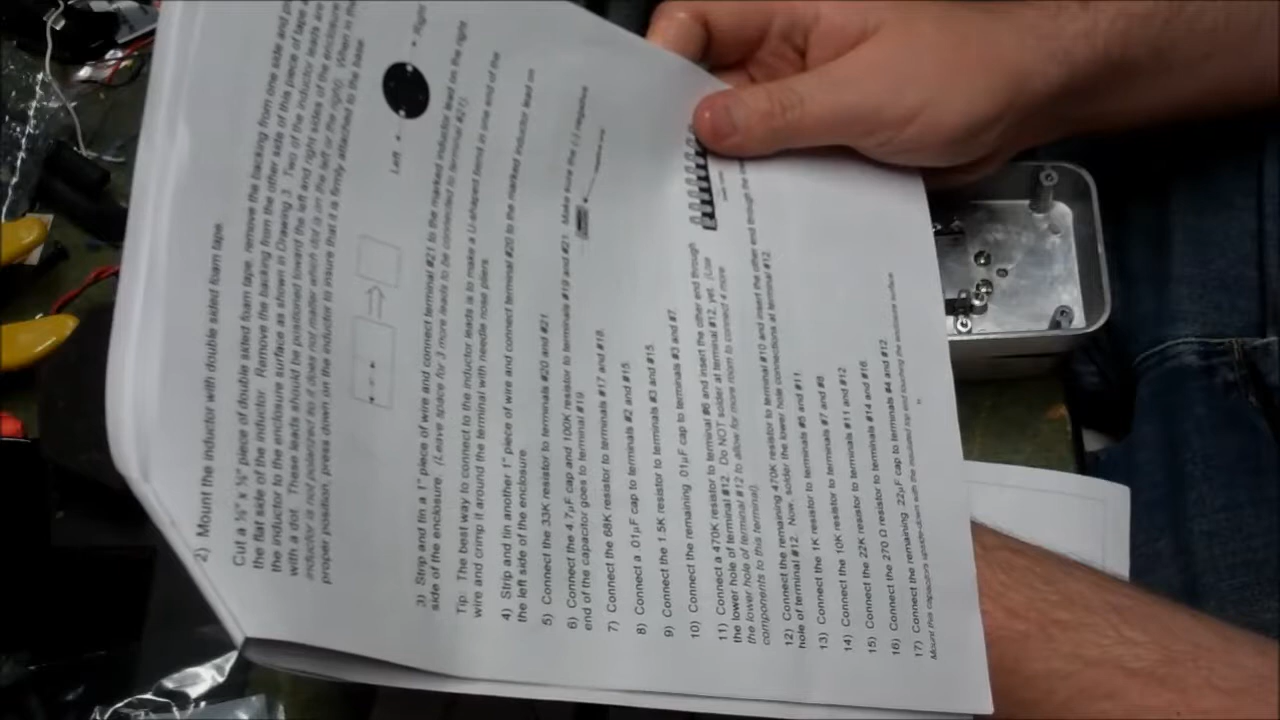 2) Mount the inductor with double sided foam tape.
Cut a ½" x ½" piece of double sided foam tape, remove the backing from one side and
the flat side of the inductor. Remove the backing from the other side of this piece of tape
the inductor to the enclosure surface as shown in Drawing 3. Two of the inductor leads are
with a dot. These leads should be positioned toward the left and right sides of the enclosure
inductor is not polarized so it does not matter which dot is on the left or the right). When in the
proper position, press down on the inductor to insure that it is firmly attached to the base
Left Right
3) Strip and tin a 1" piece of wire and connect terminal #21 to the marked inductor lead on the right
side of the enclosure. (Leave space for 3 more leads to be connected to terminal #21).
Tip: The best way to connect to the inductor leads is to make a U-shaped bend in one end of the
wire and crimp it around the terminal with needle nose pliers.
4) Strip and tin another 1" piece of wire and connect terminal #20 to the marked inductor lead on
the left side of the enclosure.
5) Connect the 33K resistor to terminals #20 and #21.
6) Connect the 4.7µF cap and 100K resistor to terminals #19 and #21. Make sure the (-) negative
end of the capacitor goes to terminal #19.
7) Connect the 68K resistor to terminals #17 and #18.
8) Connect a .01µF cap to terminals #2 and #15.
9) Connect the 1.5K resistor to terminals #3 and #15.
10) Connect the remaining .01µF cap to terminals #3 and #7.
11) Connect a 470K resistor to terminal #6 and insert the other end through
the lower hole of terminal #12. Do NOT solder at terminal #12, yet. (Use
the lower hole of terminal #12 to allow for more room to connect 4 more
components to this terminal).
12) Connect the remaining 470K resistor to terminal #10 and insert the other end through the
hole of terminal #12. Now, solder the lower hole connections at terminal #12.
13) Connect the 1K resistor to terminals #5 and #11.
14) Connect the 10K resistor to terminals #7 and #8.
15) Connect the 22K resistor to terminals #11 and #12.
16) Connect the 270 Ω resistor to terminals #14 and #16.
17) Connect the remaining .22µF cap to terminals #4 and #12.
Mount this capacitors upside-down with the insulated top end touching the enclosure surface